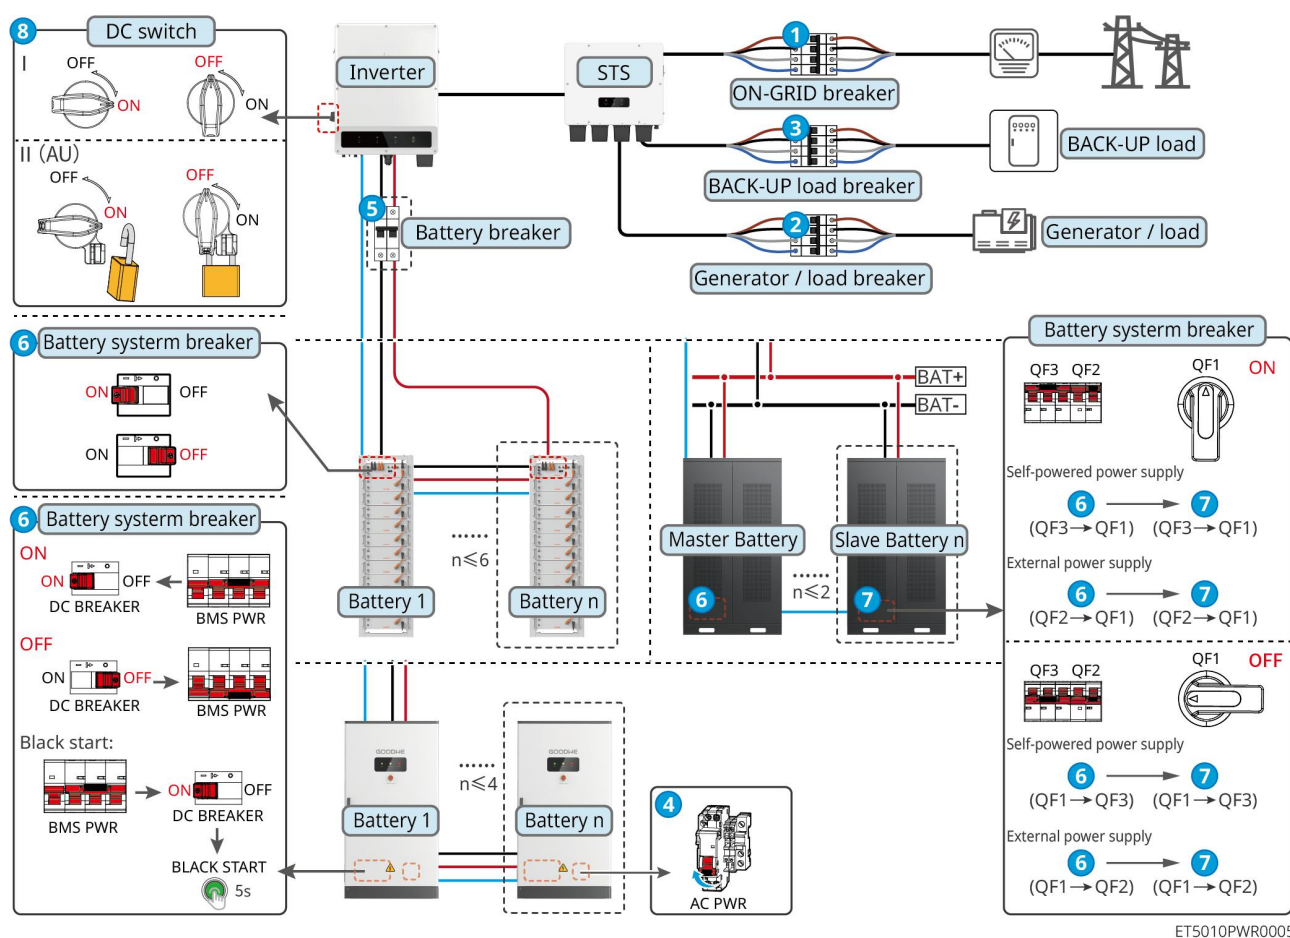 8 DC switch
I
OFF
ON
OFF
ON
II (AU)
OFF
ON
OFF
ON
Inverter
STS
1
ON-GRID breaker
3
BACK-UP load breaker
BACK-UP load
2
Generator / load breaker
Generator / load
5
Battery breaker
6 Battery systerm breaker
ON OFF
ON OFF
6 Battery systerm breaker
ON
ON OFF
DC BREAKER
BMS PWR
OFF
ON OFF
DC BREAKER
BMS PWR
Black start:
BMS PWR
ON OFF
DC BREAKER
BLACK START
5s
Battery 1
n≤6
Battery n
BAT+
BAT-
Master Battery
Slave Battery n
n≤2
6
7
GOODWE
Battery 1
n≤4
GOODWE
Battery n
4
AC PWR
Battery systerm breaker
QF3 QF2
QF1 ON
Self-powered power supply
6 → 7
(QF3→QF1) (QF3→QF1)
External power supply
6 → 7
(QF2→QF1) (QF2→QF1)
QF3 QF2
QF1 OFF
Self-powered power supply
6 → 7
(QF1→QF3) (QF1→QF3)
External power supply
6 → 7
(QF1→QF2) (QF1→QF2)
ET5010PWR0005